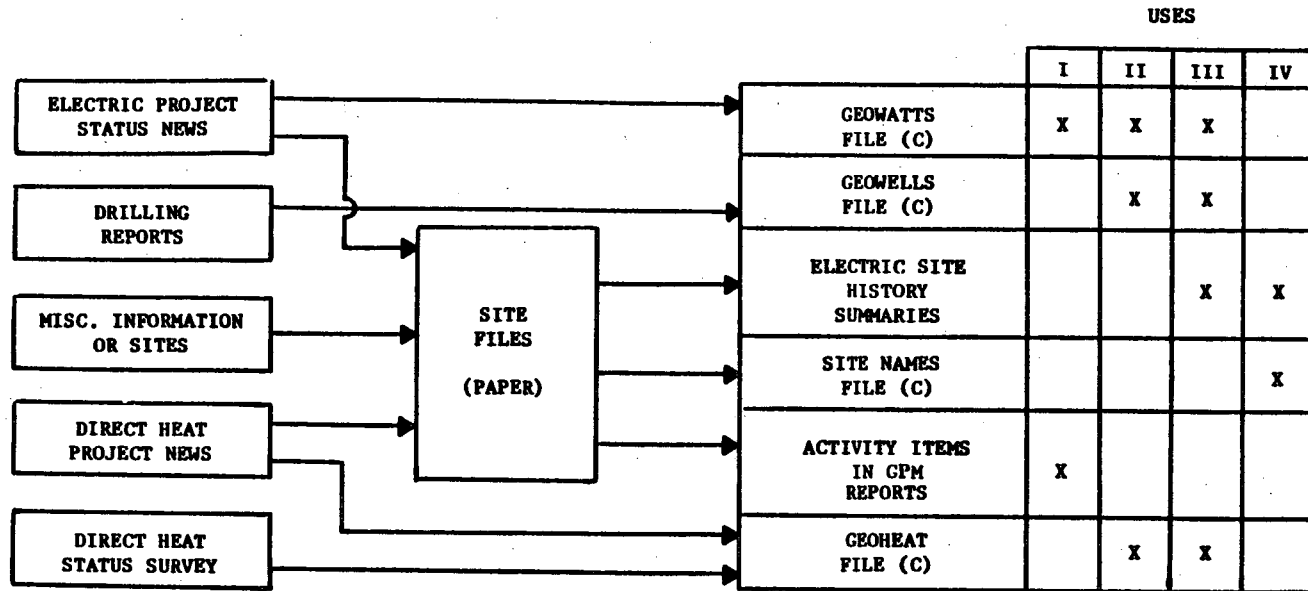 USES
I II III IV
ELECTRIC PROJECT
STATUS NEWS
DRILLING
REPORTS
MISC. INFORMATION
OR SITES
DIRECT HEAT
PROJECT NEWS
DIRECT HEAT
STATUS SURVEY
SITE
FILES
(PAPER)
GEOWATTS
FILE (C)
X X X
GEOWELLS
FILE (C)
X X
ELECTRIC SITE
HISTORY
SUMMARIES
X X
SITE NAMES
FILE (C)
X
ACTIVITY ITEMS
IN GPM
REPORTS
X
GEOHEAT
FILE (C)
X X